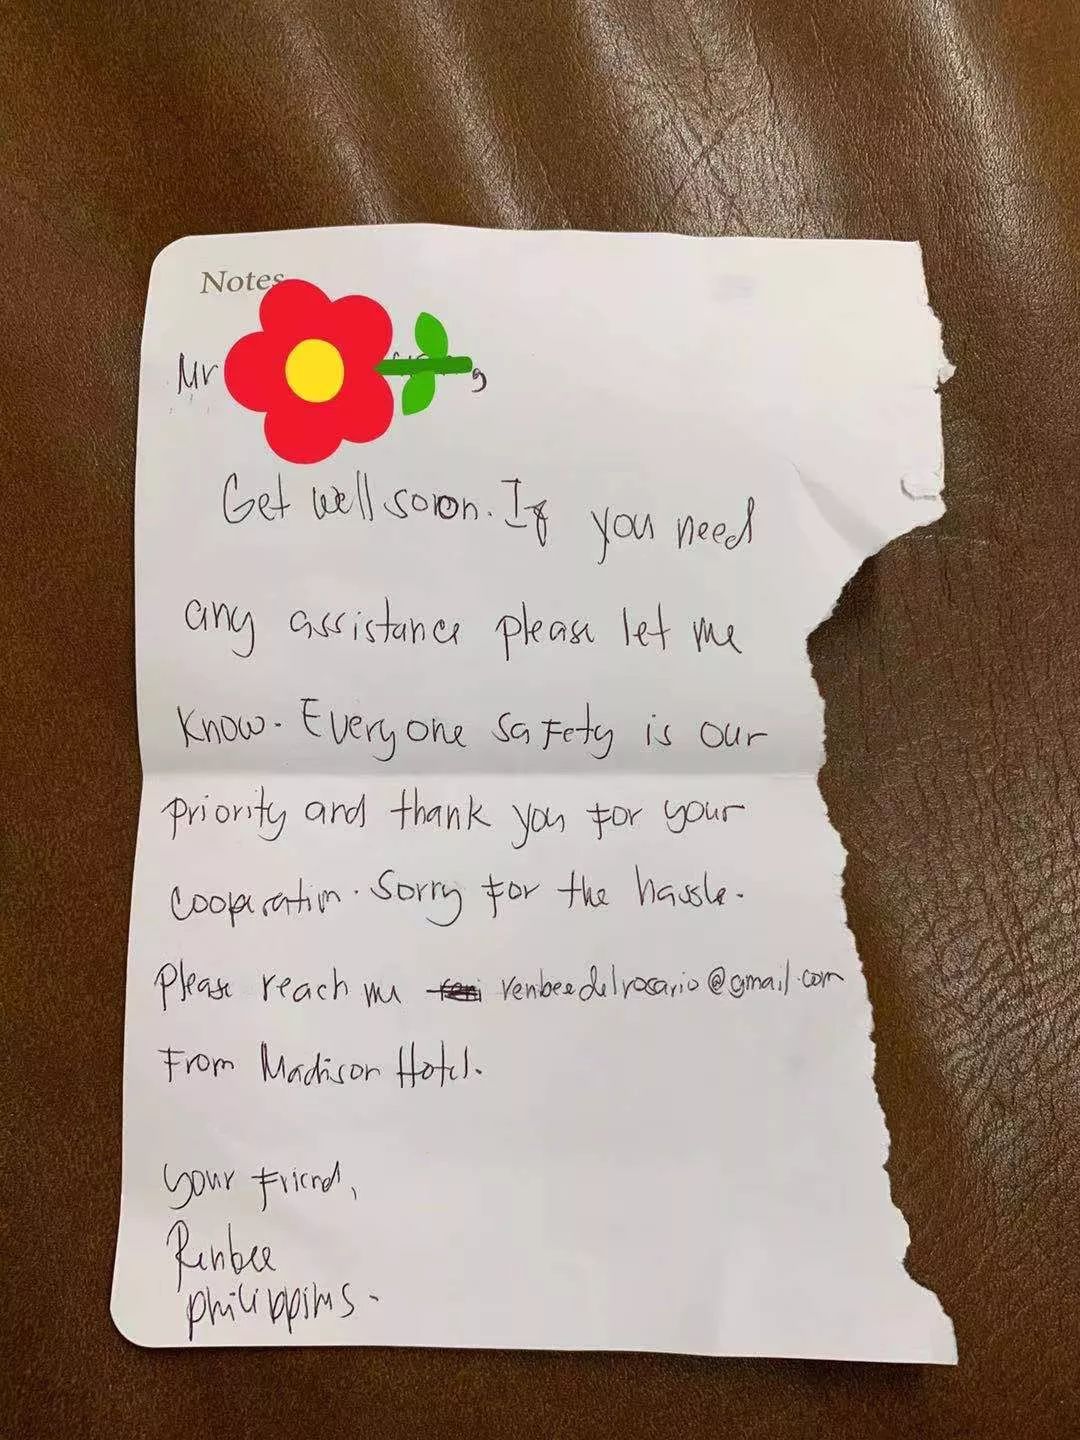 Notes
Mr
Get well soon. If you need
any assistance please let me
know. Everyone safety is our
priority and thank you for your
cooperation. Sorry for the hassle.
Please reach me renbeedelrosario@gmail.com
From Madison Hotel.
your friend,
Renbee
philippines.